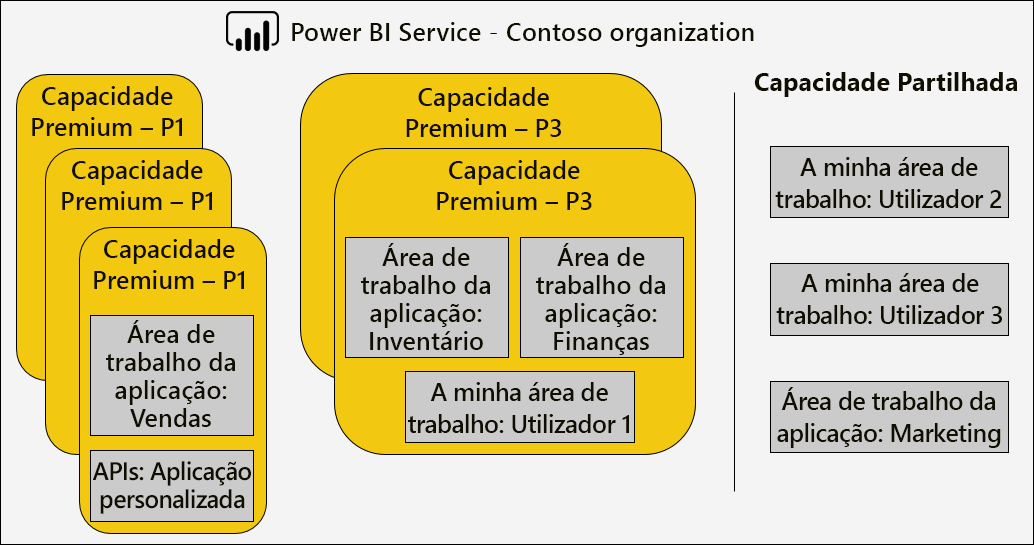 Power BI Service - Contoso organization
Capacidade
Premium – P1
Capacidade
Premium – P1
Capacidade
Premium – P1
Área de
trabalho da
aplicação:
Vendas
APIs: Aplicação
personalizada
Capacidade
Premium – P3
Capacidade
Premium – P3
Área de
trabalho da
aplicação:
Inventário
Área de
trabalho da
aplicação:
Finanças
A minha área de
trabalho: Utilizador 1
Capacidade Partilhada
A minha área de
trabalho: Utilizador 2
A minha área de
trabalho: Utilizador 3
Área de trabalho da
aplicação: Marketing